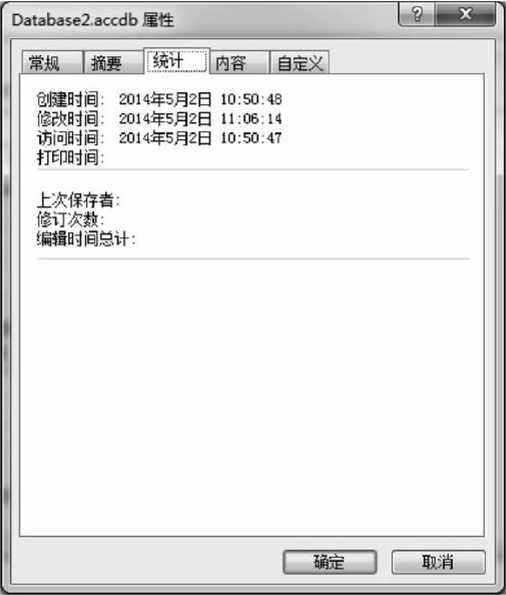 Database2.accdb 属性
常规 摘要 统计 内容 自定义
创建时间: 2014年5月2日 10:50:48
修改时间: 2014年5月2日 11:06:14
访问时间: 2014年5月2日 10:50:47
打印时间:
上次保存者:
修订次数:
编辑时间总计:
确定 取消